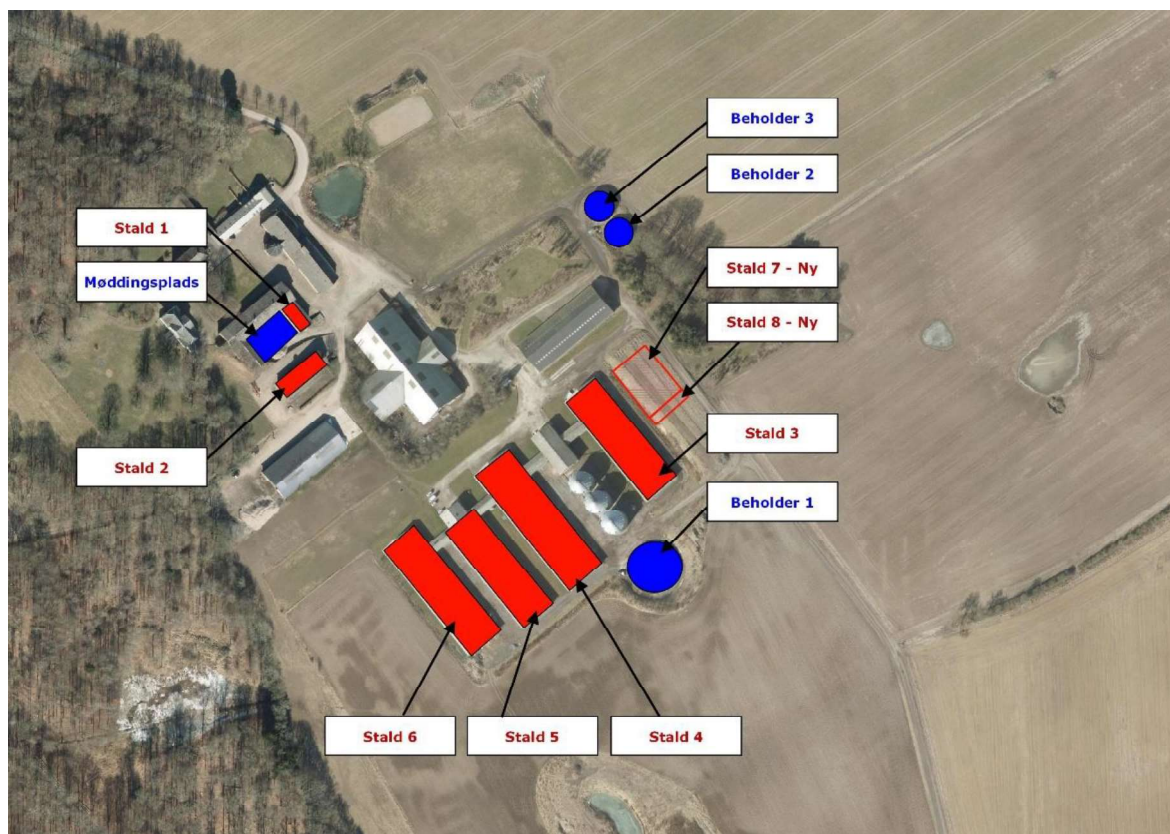 Beholder 3
Beholder 2
Stald 1
Møddingsplads
Stald 7 - Ny
Stald 8 - Ny
Stald 3
Stald 2
Beholder 1
Stald 6
Stald 5
Stald 4